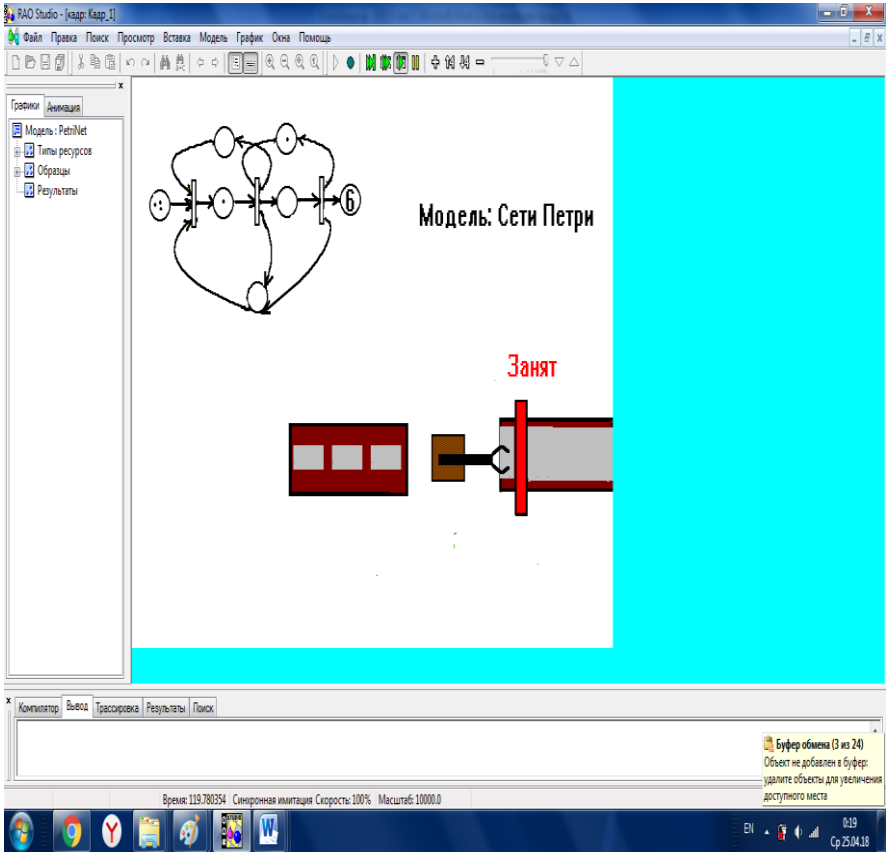 RAO Studio - [кадр: Кадр_1]
Файл Правка Поиск Просмотр Вставка Модель График Окна Помощь
Графики Анимация
Модель : PetriNet
Типы ресурсов
Образцы
Результаты
6
Модель: Сети Петри
Занят
Компилятор Вывод Трассировка Результаты Поиск
Буфер обмена (3 из 24)
Объект не добавлен в буфер:
удалите объекты для увеличения
доступного места
Время: 119.780354 Синхронная имитация Скорость: 100% Масштаб: 10000.0
EN 0:19
Ср 25.04.18